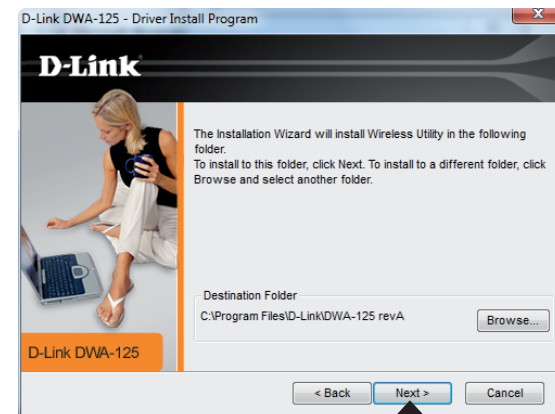 D-Link DWA-125 - Driver Install Program
D-Link
The Installation Wizard will install Wireless Utility in the following
folder.
To install to this folder, click Next. To install to a different folder, click
Browse and select another folder.
Destination Folder
C:\Program Files\D-Link\DWA-125 revA
Browse...
D-Link DWA-125
< Back
Next >
Cancel